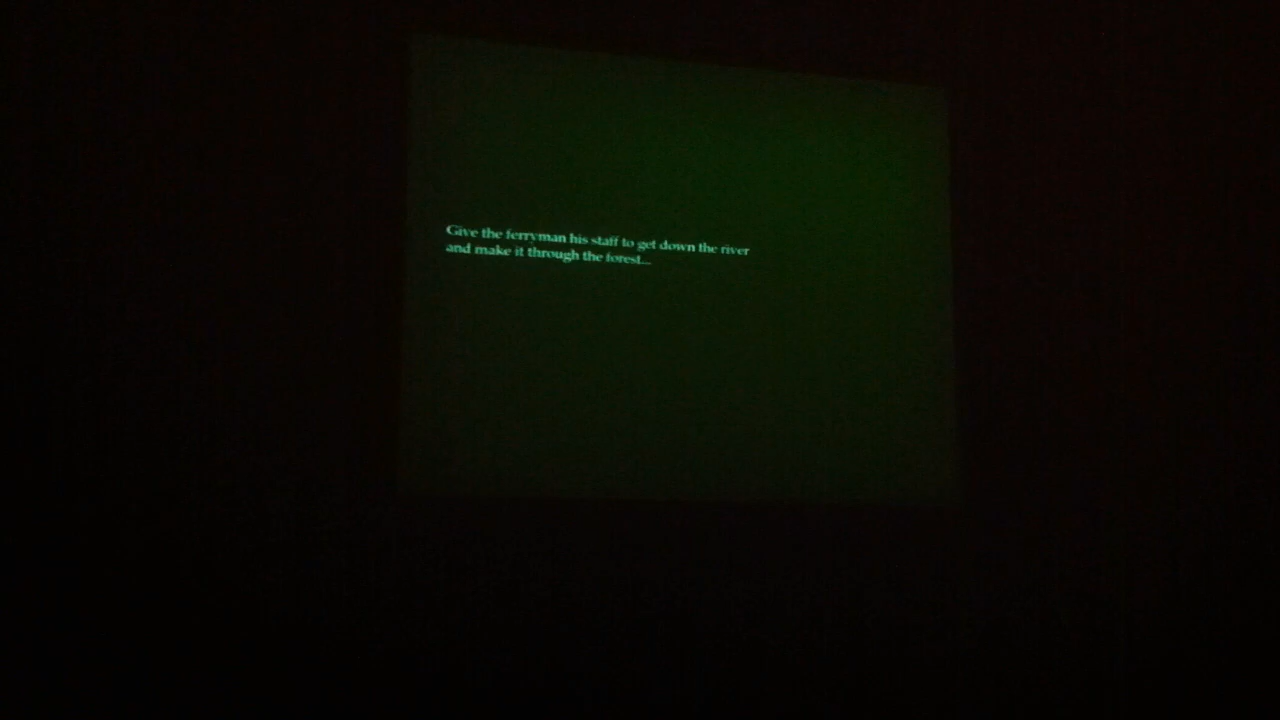 Give the ferryman his staff to get down the river
and make it through the forest...